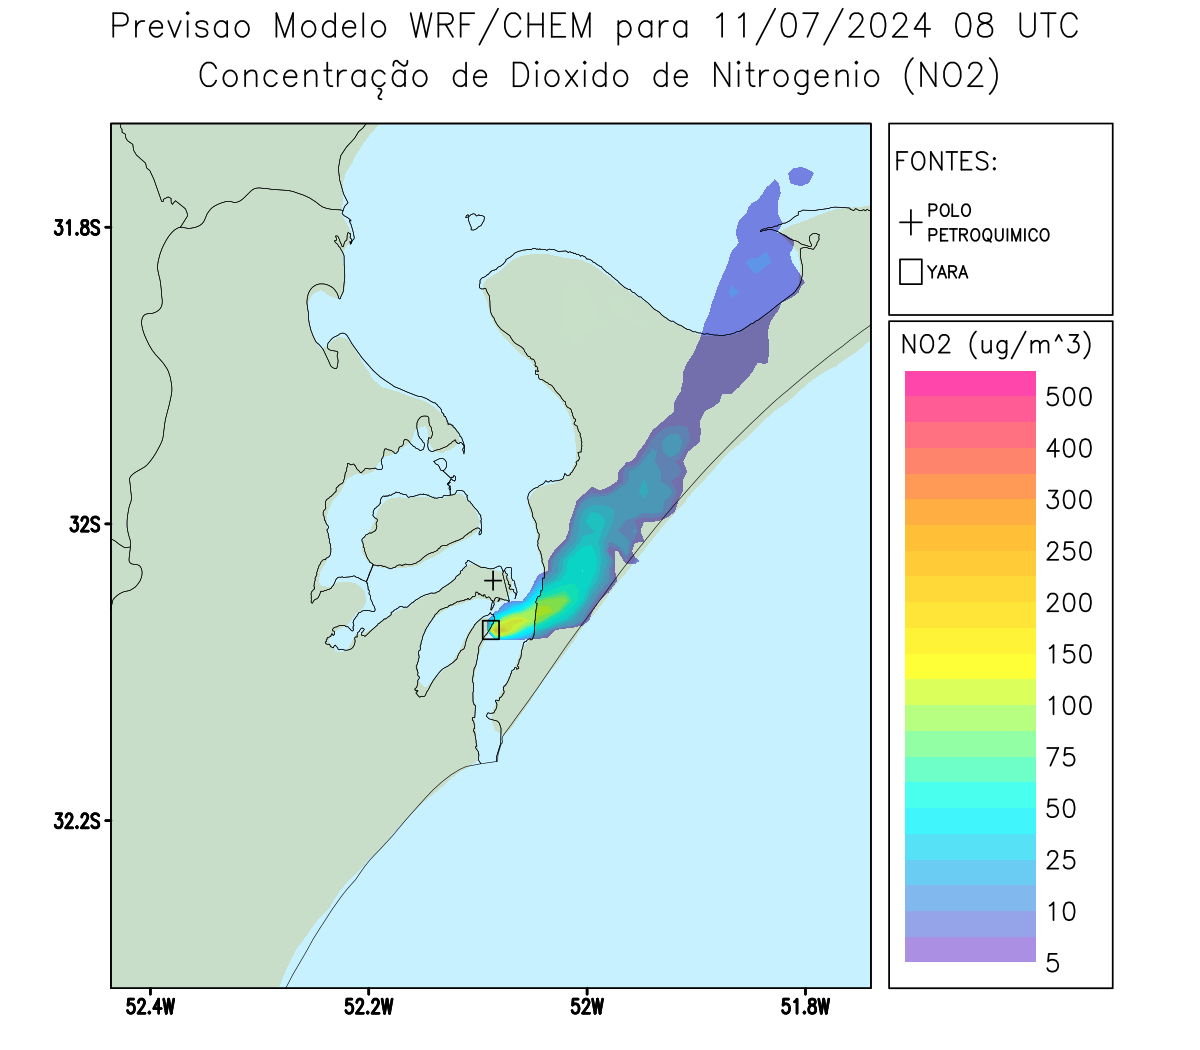 Previsao Modelo WRF/CHEM para 11/07/2024 08 UTC
Concentração de Dioxido de Nitrogenio (NO2)
FONTES:
POLO
PETROQUIMICO
YARA
NO2 (ug/m^3)
500
400
300
250
200
150
100
75
50
25
10
5
31.8S
32S
32.2S
52.4W
52.2W
52W
51.8W